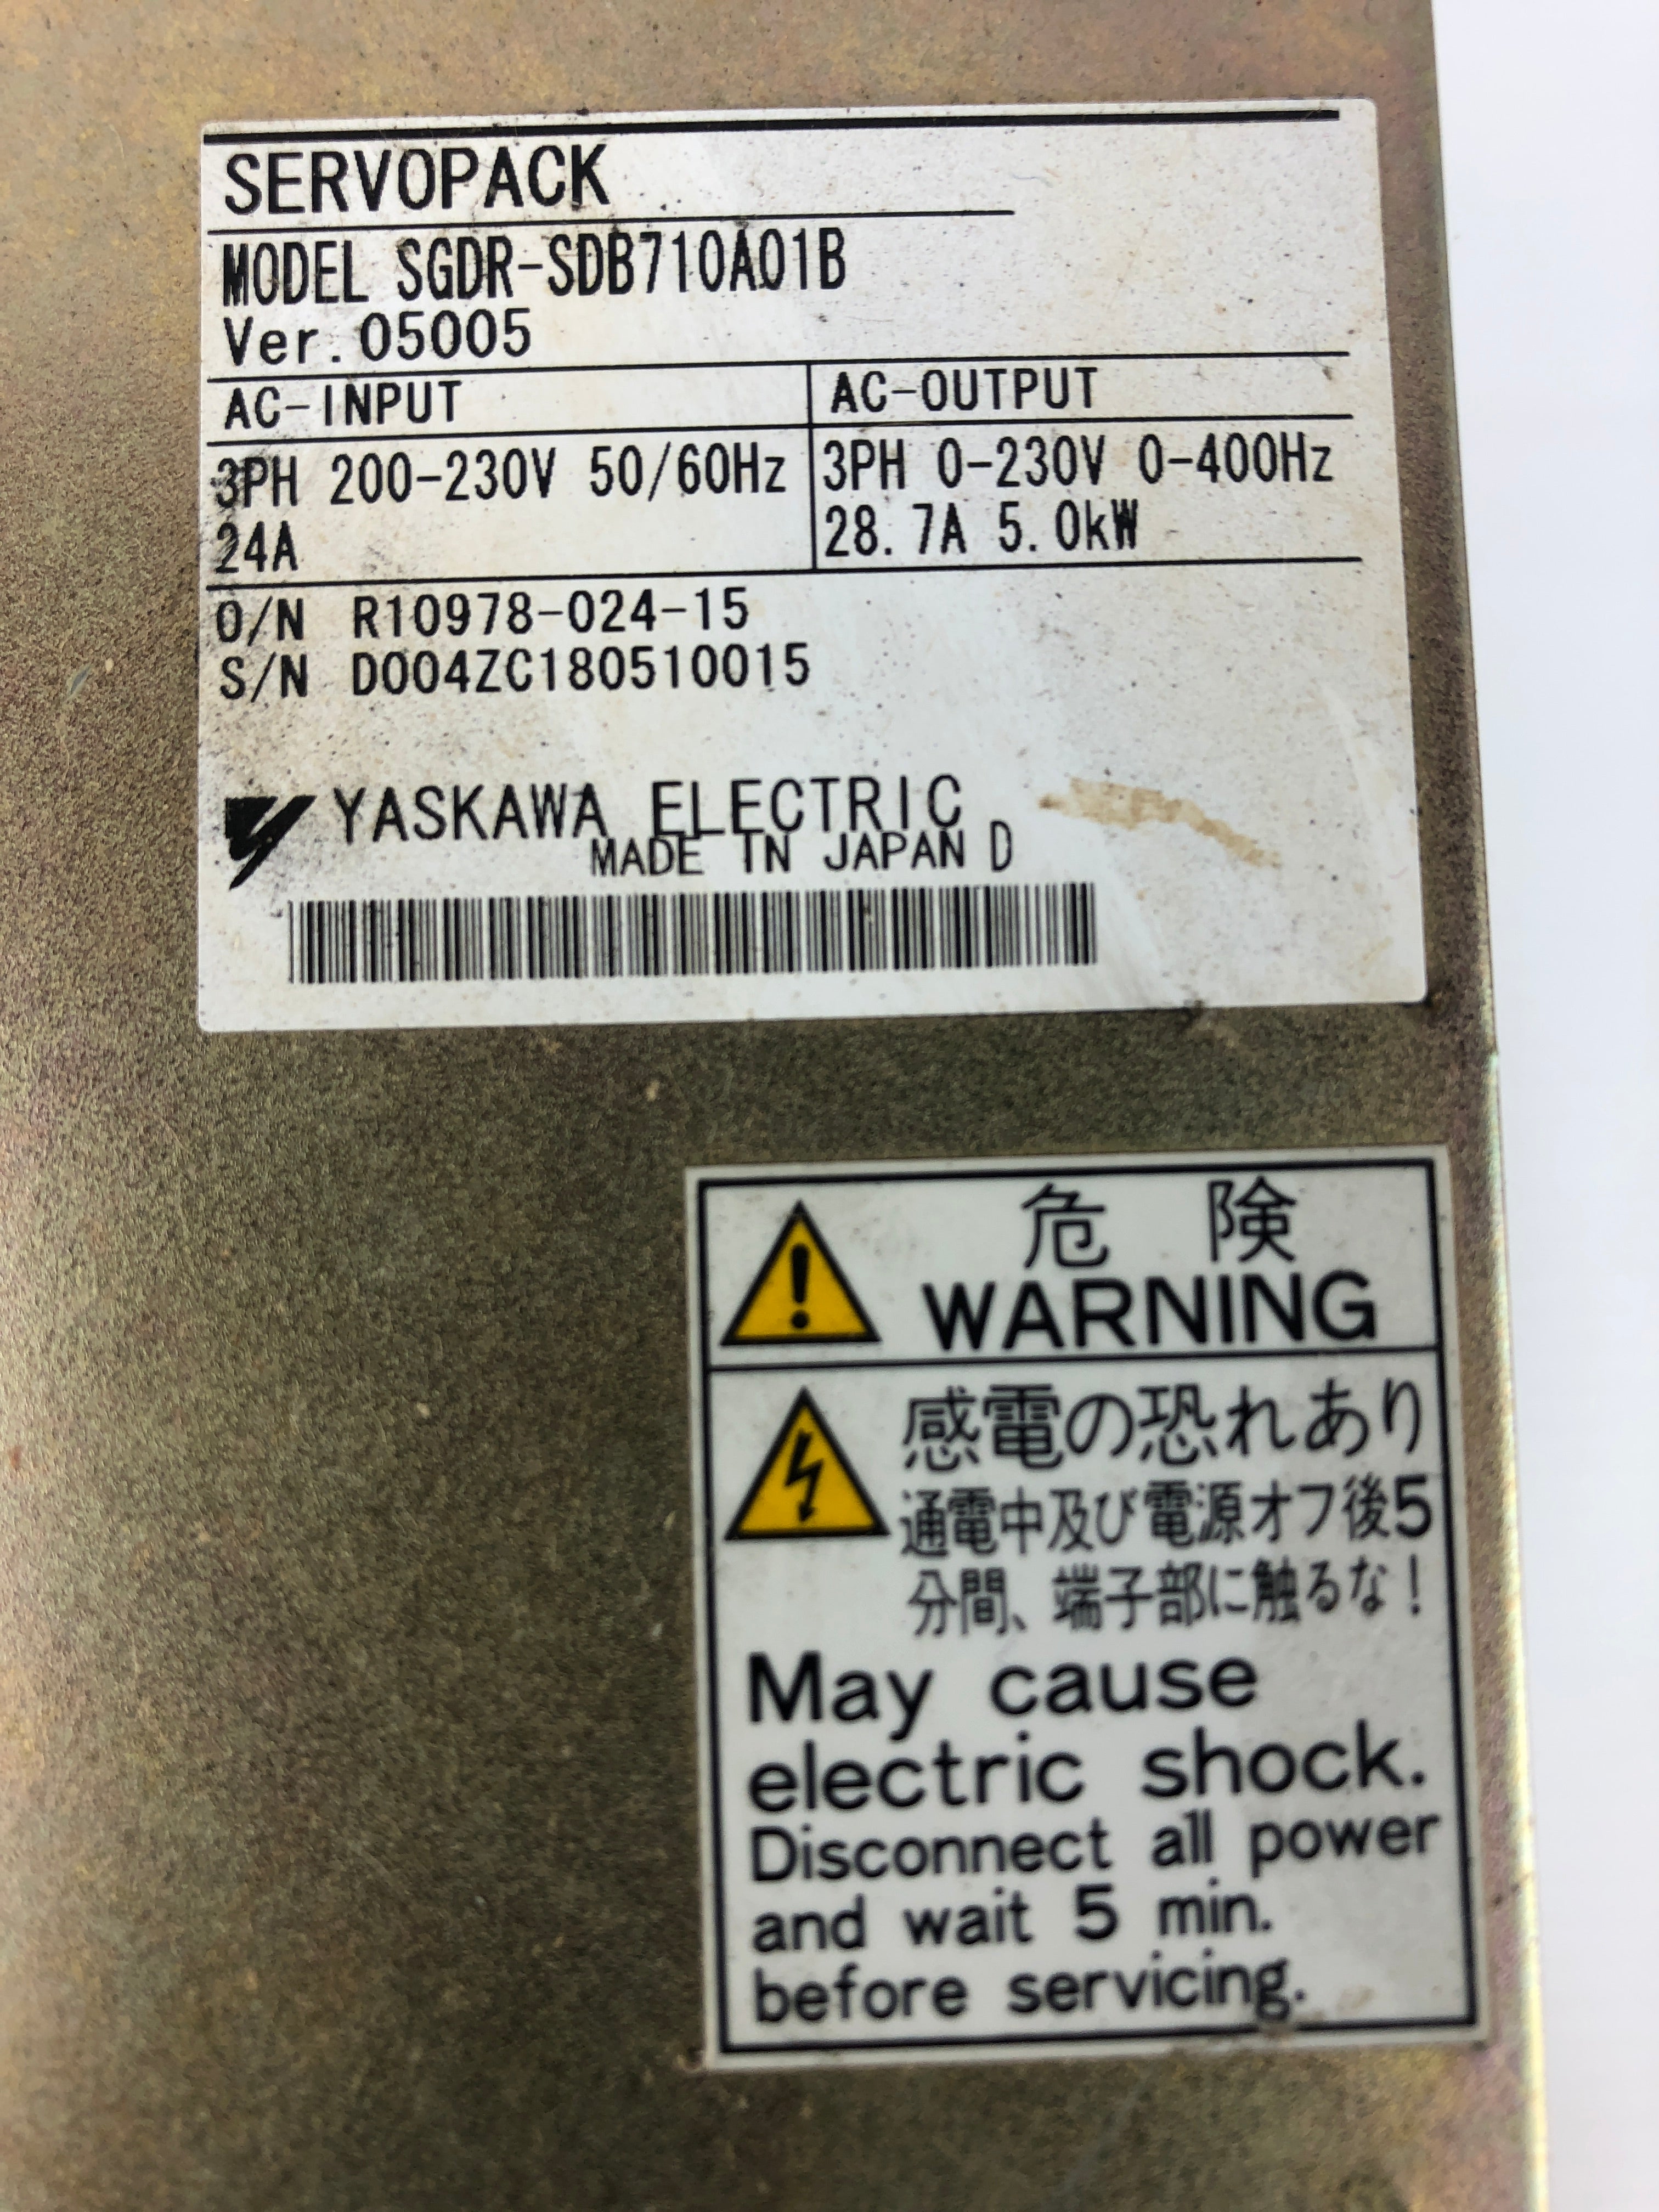 SERVOPACK
MODEL SGDR-SDB710A01B
Ver.05005
AC-INPUT AC-OUTPUT
3PH 200-230V 50/60Hz 3PH 0-230V 0-400Hz
24A 28.7A 5.0kW
O/N R10978-024-15
S/N D004ZC180510015
YASKAWA ELECTRIC
MADE IN JAPAN D
危 険
WARNING
感電の恐れあり
通電中及び電源オフ後5
分間、端子部に触るな!
May cause
electric shock.
Disconnect all power
and wait 5 min.
before servicing.